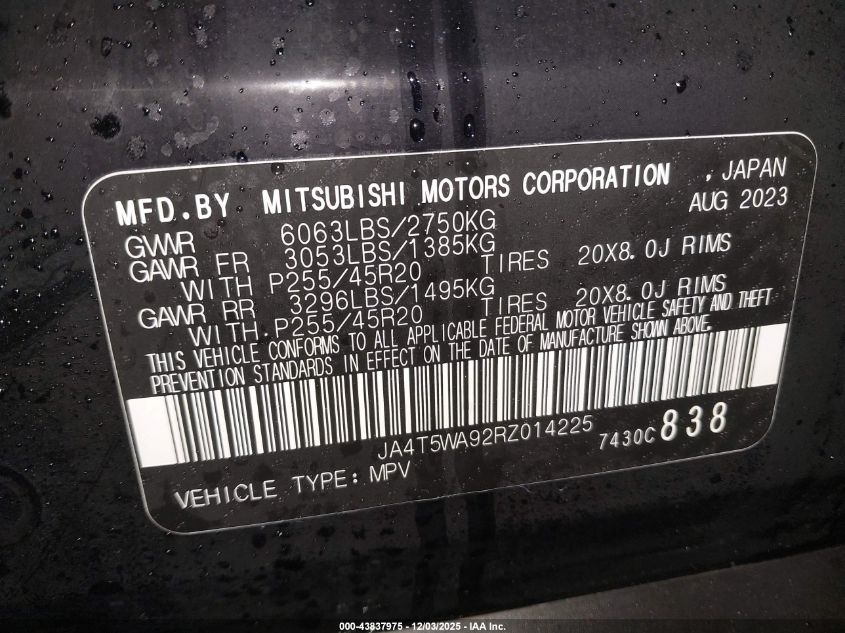 MFD.BY MITSUBISHI MOTORS CORPORATION , JAPAN
AUG 2023
GVWR 6063LBS/2750KG
GAWR FR 3053LBS/1385KG
WITH P255/45R20 TIRES 20X8.0J RIMS
GAWR RR 3296LBS/1495KG
WITH P255/45R20 TIRES 20X8.0J RIMS
THIS VEHICLE CONFORMS TO ALL APPLICABLE FEDERAL MOTOR VEHICLE SAFETY AND THEFT
PREVENTION STANDARDS IN EFFECT ON THE DATE OF MANUFACTURE SHOWN ABOVE.
JA4T5WA92RZ014225 7430C 838
VEHICLE TYPE: MPV
000-43837975 - 12/03/2025 - IAA Inc.